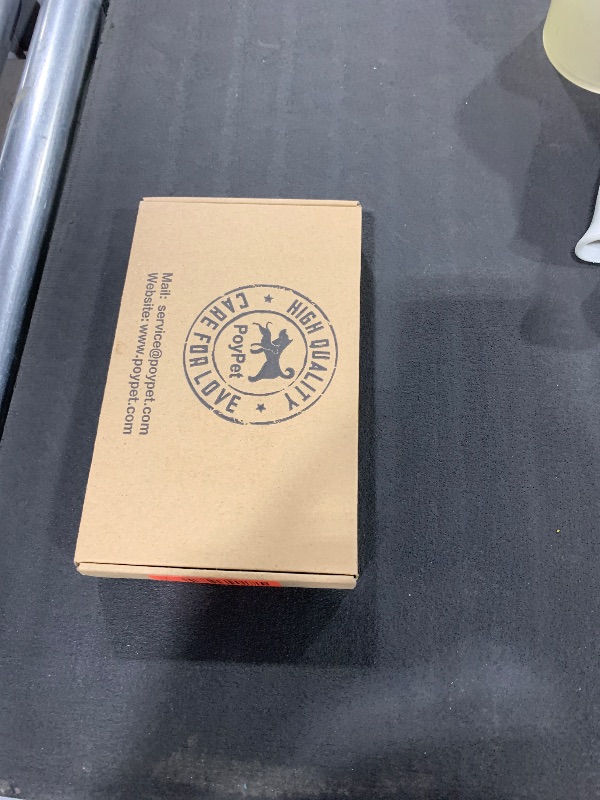 HIGH QUALITY
PoyPet
CARE FOR LOVE
Mail: service@poypet.com
Website: www.poypet.com